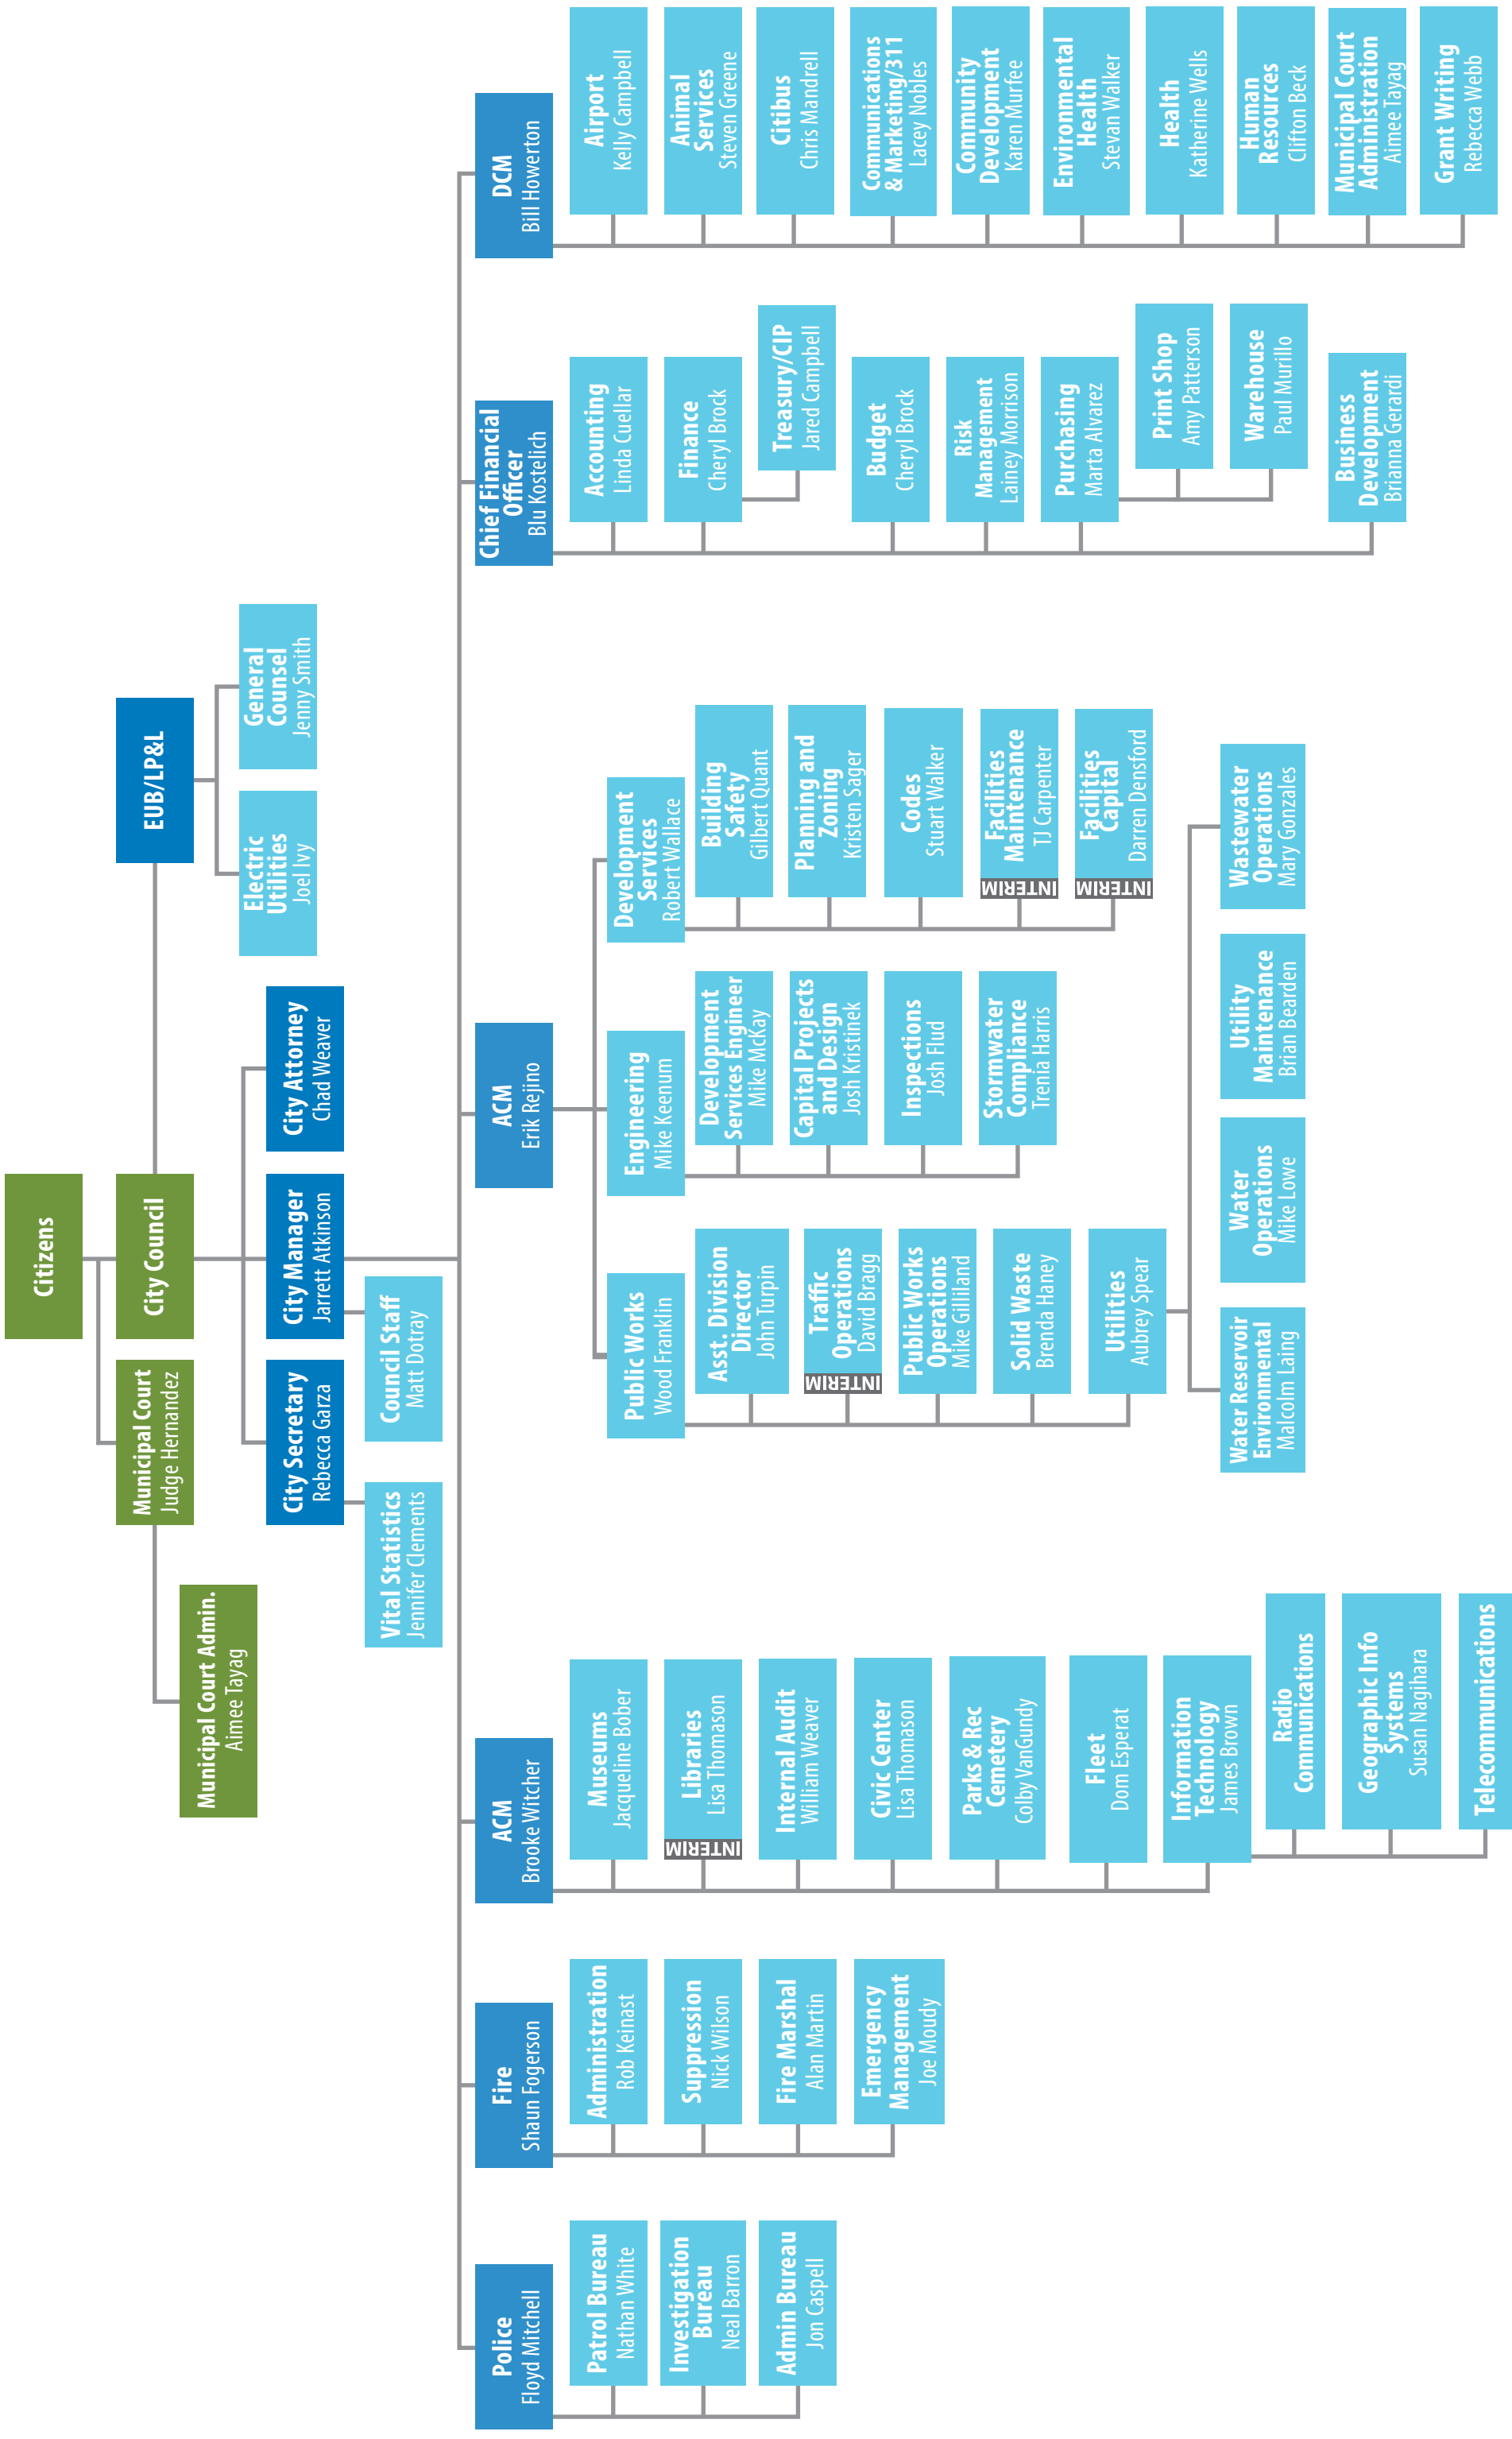 Citizens
Municipal Court
Judge Hernandez
City Council
EUB/LP&L
Municipal Court Admin.
Aimee Tayag
Electric
Utilities
Joel Ivy
General
Counsel
Jenny Smith
City Secretary
Rebecca Garza
City Manager
Jarrett Atkinson
City Attorney
Chad Weaver
Vital Statistics
Jennifer Clements
Council Staff
Matt Dotray
Police
Floyd Mitchell
Patrol Bureau
Nathan White
Investigation
Bureau
Neal Barron
Admin Bureau
Jon Caspell
Fire
Shaun Fogerson
Administration
Rob Keinast
Suppression
Nick Wilson
Fire Marshal
Alan Martin
Emergency
Management
Joe Moudy
ACM
Brooke Witcher
Museums
Jacqueline Bober
INTERIM
Libraries
Lisa Thomason
Internal Audit
William Weaver
Civic Center
Lisa Thomason
Parks & Rec
Cemetery
Colby VanGundy
Fleet
Dom Esperat
Information
Technology
James Brown
Radio
Communications
Geographic Info
Systems
Susan Nagihara
Telecommunications
ACM
Erik Rejino
Public Works
Wood Franklin
Asst. Division
Director
John Turpin
INTERIM
Traffic
Operations
David Bragg
Public Works
Operations
Mike Gilliland
Solid Waste
Brenda Haney
Utilities
Aubrey Spear
Water Reservoir
Environmental
Malcolm Laing
Water
Operations
Mike Lowe
Utility
Maintenance
Brian Bearden
Wastewater
Operations
Mary Gonzales
Engineering
Mike Keenum
Development
Services Engineer
Mike McKay
Capital Projects
and Design
Josh Kristinek
Inspections
Josh Flud
Stormwater
Compliance
Trenia Harris
Development
Services
Robert Wallace
Building
Safety
Gilbert Quant
Planning and
Zoning
Kristen Sager
Codes
Stuart Walker
INTERIM
Facilities
Maintenance
TJ Carpenter
INTERIM
Facilities
Capital
Darren Densford
Chief Financial
Officer
Blu Kostelich
Accounting
Linda Cuellar
Finance
Cheryl Brock
Treasury/CIP
Jared Campbell
Budget
Cheryl Brock
Risk
Management
Lainey Morrison
Purchasing
Marta Alvarez
Print Shop
Amy Patterson
Warehouse
Paul Murillo
Business
Development
Brianna Gerardi
DCM
Bill Howerton
Airport
Kelly Campbell
Animal
Services
Steven Greene
Citibus
Chris Mandrell
Communications
& Marketing/311
Lacey Nobles
Community
Development
Karen Murfee
Environmental
Health
Stevan Walker
Health
Katherine Wells
Human
Resources
Clifton Beck
Municipal Court
Administration
Aimee Tayag
Grant Writing
Rebecca Webb